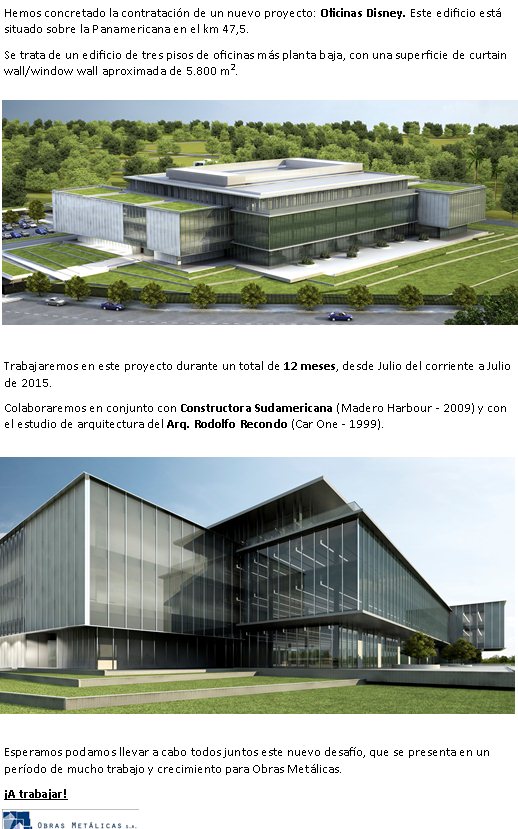 Hemos concretado la contratación de un nuevo proyecto: Oficinas Disney. Este edificio está
situado sobre la Panamericana en el km 47,5.
Se trata de un edificio de tres pisos de oficinas más planta baja, con una superficie de curtain
wall/window wall aproximada de 5.800 m².
Trabajaremos en este proyecto durante un total de 12 meses, desde Julio del corriente a Julio
de 2015.
Colaboraremos en conjunto con Constructora Sudamericana (Madero Harbour - 2009) y con
el estudio de arquitectura del Arq. Rodolfo Recondo (Car One - 1999).
Esperamos podamos llevar a cabo todos juntos este nuevo desafío, que se presenta en un
período de mucho trabajo y crecimiento para Obras Metálicas.
¡A trabajar!
OBRAS METÁLICAS S.A.